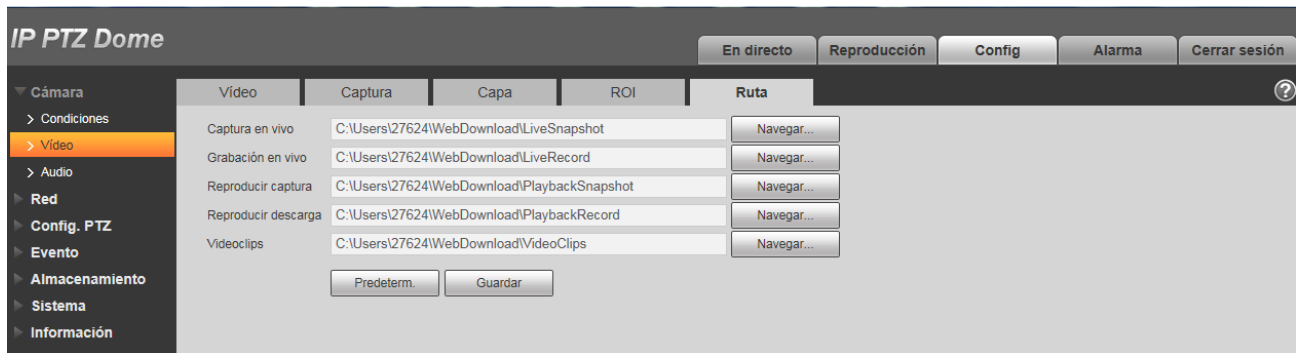 IP PTZ Dome
En directo
Reproducción
Config
Alarma
Cerrar sesión
Cámara
> Condiciones
> Vídeo
> Audio
Red
Config. PTZ
Evento
Almacenamiento
Sistema
Información
Vídeo
Captura
Capa
ROI
Ruta
?
Captura en vivo C:\Users\27624\WebDownload\LiveSnapshot Navegar...
Grabación en vivo C:\Users\27624\WebDownload\LiveRecord Navegar...
Reproducir captura C:\Users\27624\WebDownload\PlaybackSnapshot Navegar...
Reproducir descarga C:\Users\27624\WebDownload\PlaybackRecord Navegar...
Videoclips C:\Users\27624\WebDownload\VideoClips Navegar...
Predeterm. Guardar